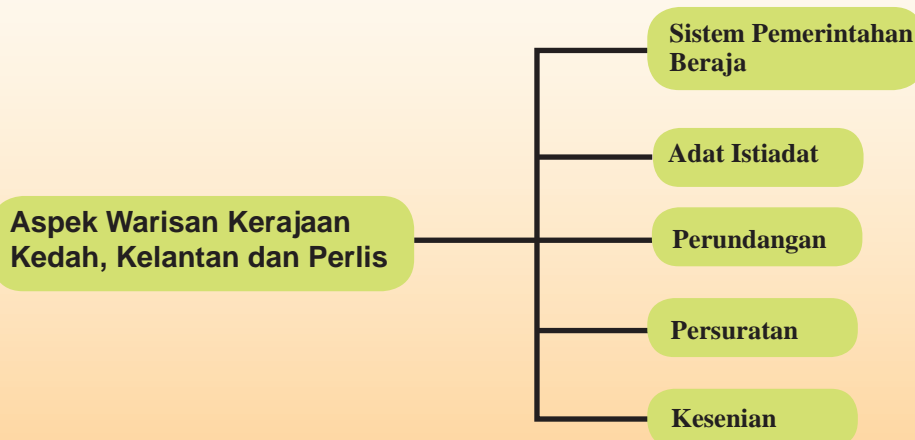 Aspek Warisan Kerajaan
Kedah, Kelantan dan Perlis
Sistem Pemerintahan
Beraja
Adat Istiadat
Perundangan
Persuratan
Kesenian